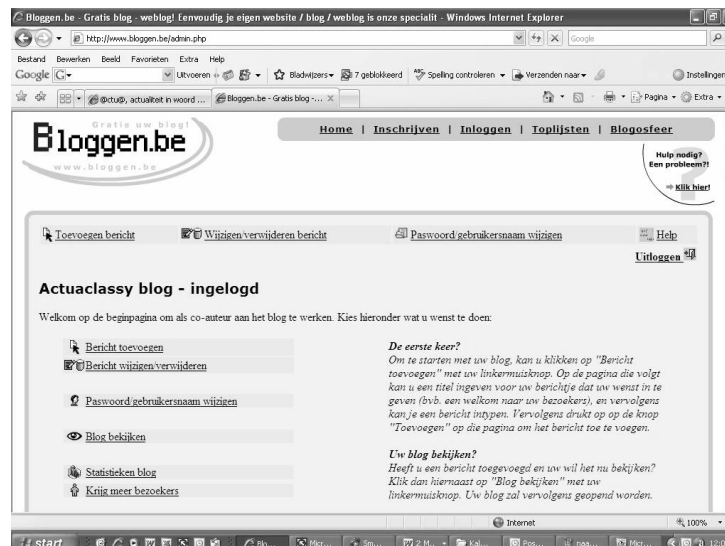 Bloggen.be - Gratis blog - weblog! Eenvoudig je eigen website / blog / weblog is onze specialit - Windows Internet Explorer
http://www.bloggen.be/admin.php
Google
Bestand Bewerken Beeld Favorieten Extra Help
Google G Uitvoeren Bladwijzers 7 geblokkeerd Spelling controleren Verzenden naar Instellingen
@ctu@, actualiteit in woord ... Bloggen.be - Gratis blog -... X Pagina Extra
Gratis uw blog!
Bloggen.be
www.bloggen.be
Home | Inschrijven | Inloggen | Toplijsten | Blogosfeer
Hulp nodig?
Een probleem?!
Klik hier!
Toevoegen bericht Wijzigen/verwijderen bericht Paswoord/gebruikersnaam wijzigen Help
Uitloggen
Actuaclassy blog - ingelogd
Welkom op de beginpagina om als co-auteur aan het blog te werken. Kies hieronder wat u wenst te doen:
Bericht toevoegen
Bericht wijzigen/verwijderen
Paswoord/gebruikersnaam wijzigen
Blog bekijken
Statistieken blog
Krijg meer bezoekers
De eerste keer?
Om te starten met uw blog, kan u klikken op "Bericht
toevoegen" met uw linkermuisknop. Op de pagina die volgt
kan u een titel ingeven voor uw berichtje dat uw wenst in te
geven (bvb. een welkom naar uw bezoekers), en vervolgens
kan je een bericht intypen. Vervolgens drukt op op de knop
"Toevoegen" op die pagina om het bericht toe te voegen.
Uw blog bekijken?
Heeft u een bericht toegevoegd en uw wil het nu bekijken?
Klik dan hiernaast op "Blog bekijken" met uw
linkermuisknop. Uw blog zal vervolgens geopend worden.
Internet 100%
start Blo... Micr... Sm... 2 M... Kal... Pos... naa... Micr...